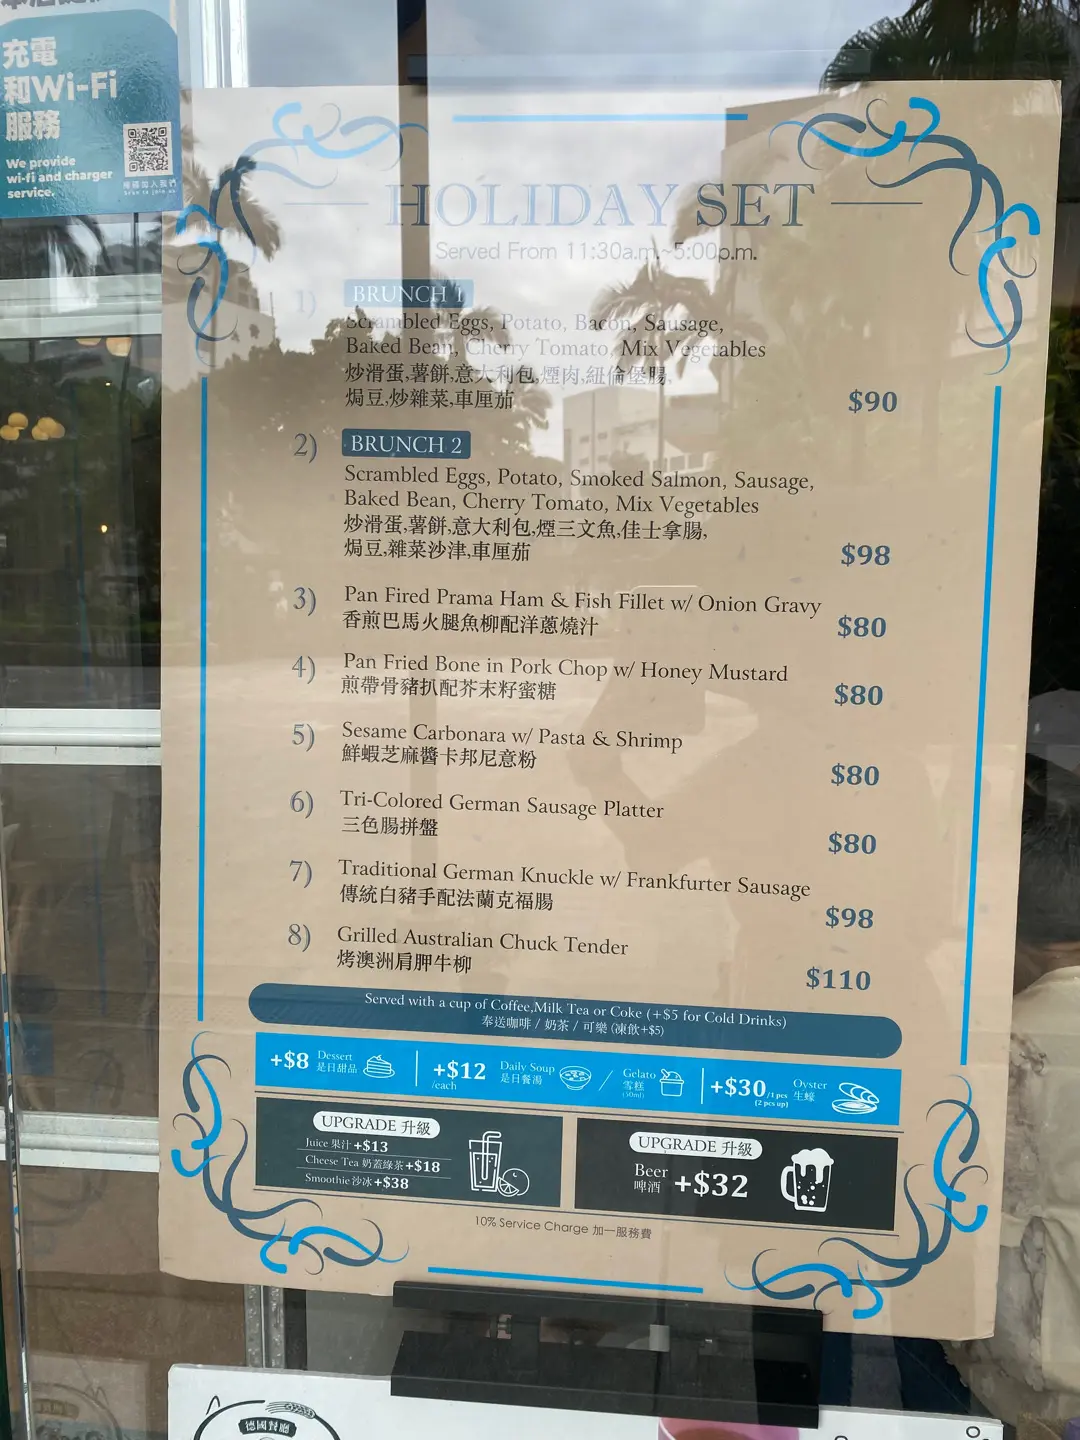 充電
和Wi-Fi
服務
We provide
wi-fi and charger
service.
HOLIDAY SET
Served From 11:30a.m.~5:00p.m.
1) BRUNCH 1
Scrambled Eggs, Potato, Bacon, Sausage,
Baked Bean, Cherry Tomato, Mix Vegetables
炒滑蛋,薯餅,意大利包,煙肉,紐倫堡腸,
焗豆,炒雜菜,車厘茄
$90
2) BRUNCH 2
Scrambled Eggs, Potato, Smoked Salmon, Sausage,
Baked Bean, Cherry Tomato, Mix Vegetables
炒滑蛋,薯餅,意大利包,煙三文魚,佳士拿腸,
焗豆,雜菜沙津,車厘茄
$98
3) Pan Fired Prama Ham & Fish Fillet w/ Onion Gravy
香煎巴馬火腿魚柳配洋蔥燒汁
$80
4) Pan Fried Bone in Pork Chop w/ Honey Mustard
煎帶骨豬扒配芥末籽蜜糖
$80
5) Sesame Carbonara w/ Pasta & Shrimp
鮮蝦芝麻醬卡邦尼意粉
$80
6) Tri-Colored German Sausage Platter
三色腸拼盤
$80
7) Traditional German Knuckle w/ Frankfurter Sausage
傳統白豬手配法蘭克福腸
$98
8) Grilled Australian Chuck Tender
烤澳洲肩胛牛柳
$110
Served with a cup of Coffee,Milk Tea or Coke (+$5 for Cold Drinks)
奉送咖啡 / 奶茶 / 可樂 (凍飲+$5)
+$8 Dessert
是日甜品
+$12 /each Daily Soup
是日餐湯
/ Gelato
雪糕
(50ml)
+$30 /1 pcs
(2 pcs up)
Oyster
生蠔
UPGRADE 升級
Juice 果汁 +$13
Cheese Tea 奶蓋綠茶 +$18
Smoothie 沙冰 +$38
UPGRADE 升級
Beer
啤酒 +$32
10% Service Charge 加一服務費
德國餐廳